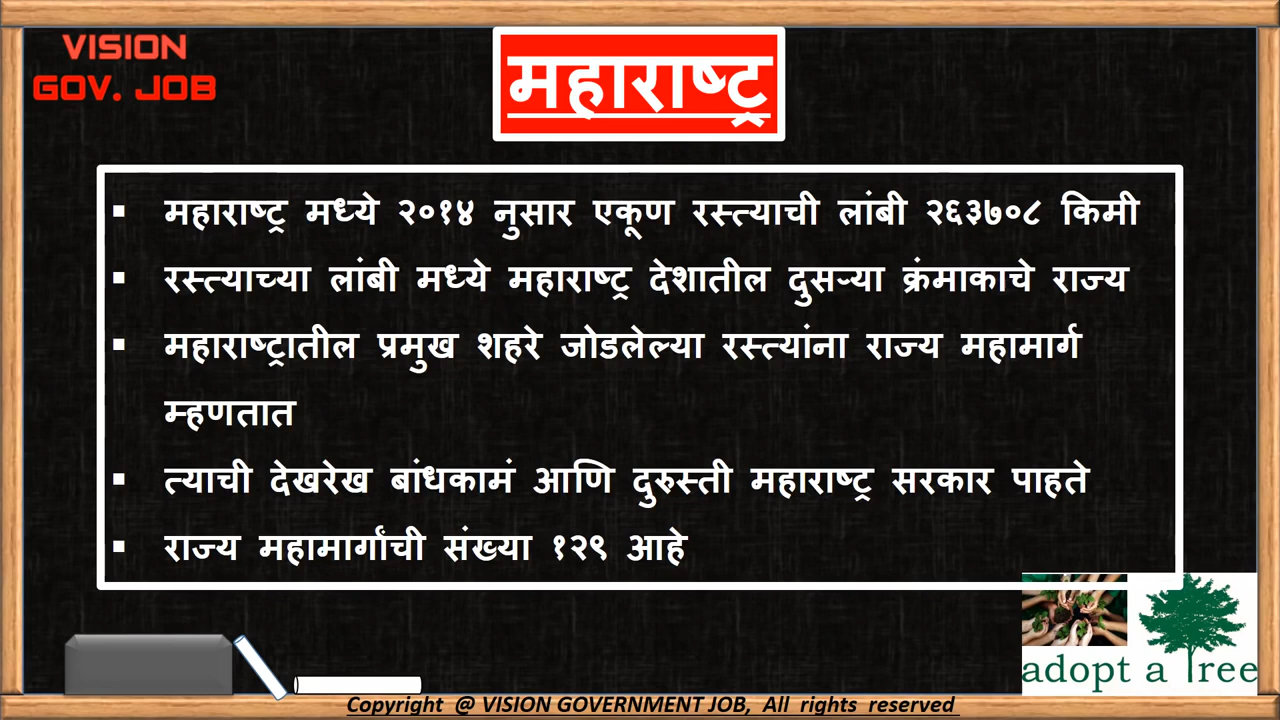 VISION
GOV. JOB
महाराष्ट्र
▪ महाराष्ट्र मध्ये २०१४ नुसार एकूण रस्त्याची लांबी २६३७०८ किमी
▪ रस्त्याच्या लांबी मध्ये महाराष्ट्र देशातील दुसऱ्या क्रंमाकाचे राज्य
▪ महाराष्ट्रातील प्रमुख शहरे जोडलेल्या रस्त्यांना राज्य महामार्ग
म्हणतात
▪ त्याची देखरेख बांधकामं आणि दुरुस्ती महाराष्ट्र सरकार पाहते
▪ राज्य महामार्गांची संख्या १२९ आहे
adopt a Tree
Copyright @ VISION GOVERNMENT JOB, All rights reserved